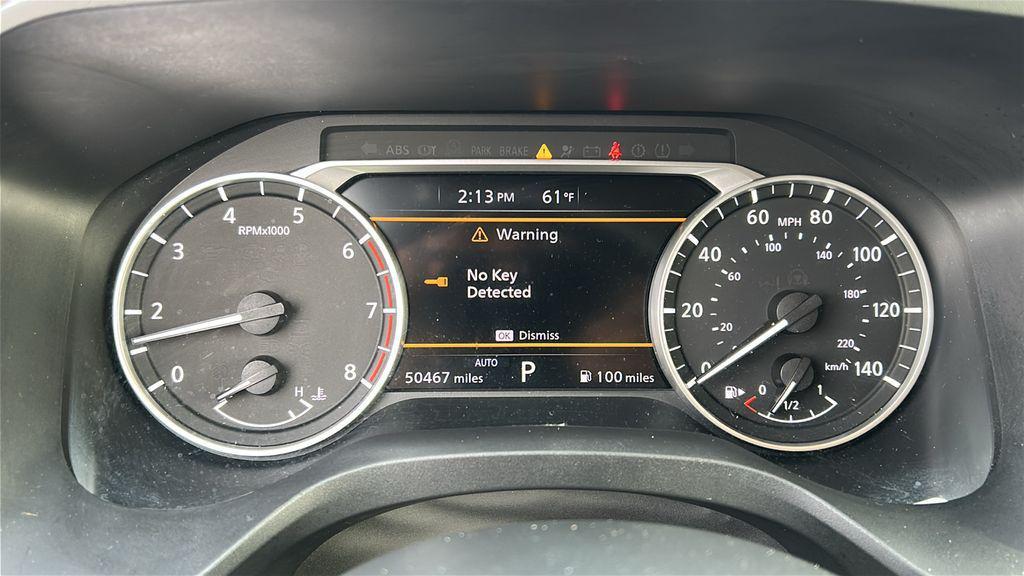 ABS
PARK BRAKE
2:13 PM 61°F
Warning
No Key
Detected
OK Dismiss
AUTO
50467 miles
P
100 miles
0
2
3
4
5
6
7
8
RPMx1000
H
0
20
40
60
80
100
120
140
MPH
20
60
100
140
180
220
km/h
0
1/2
1